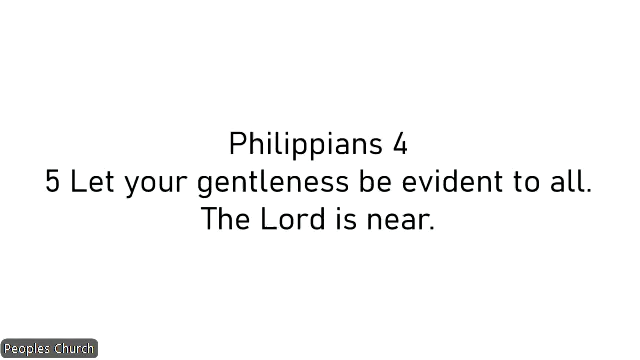 Philippians 4
5 Let your gentleness be evident to all.
The Lord is near.
Peoples Church